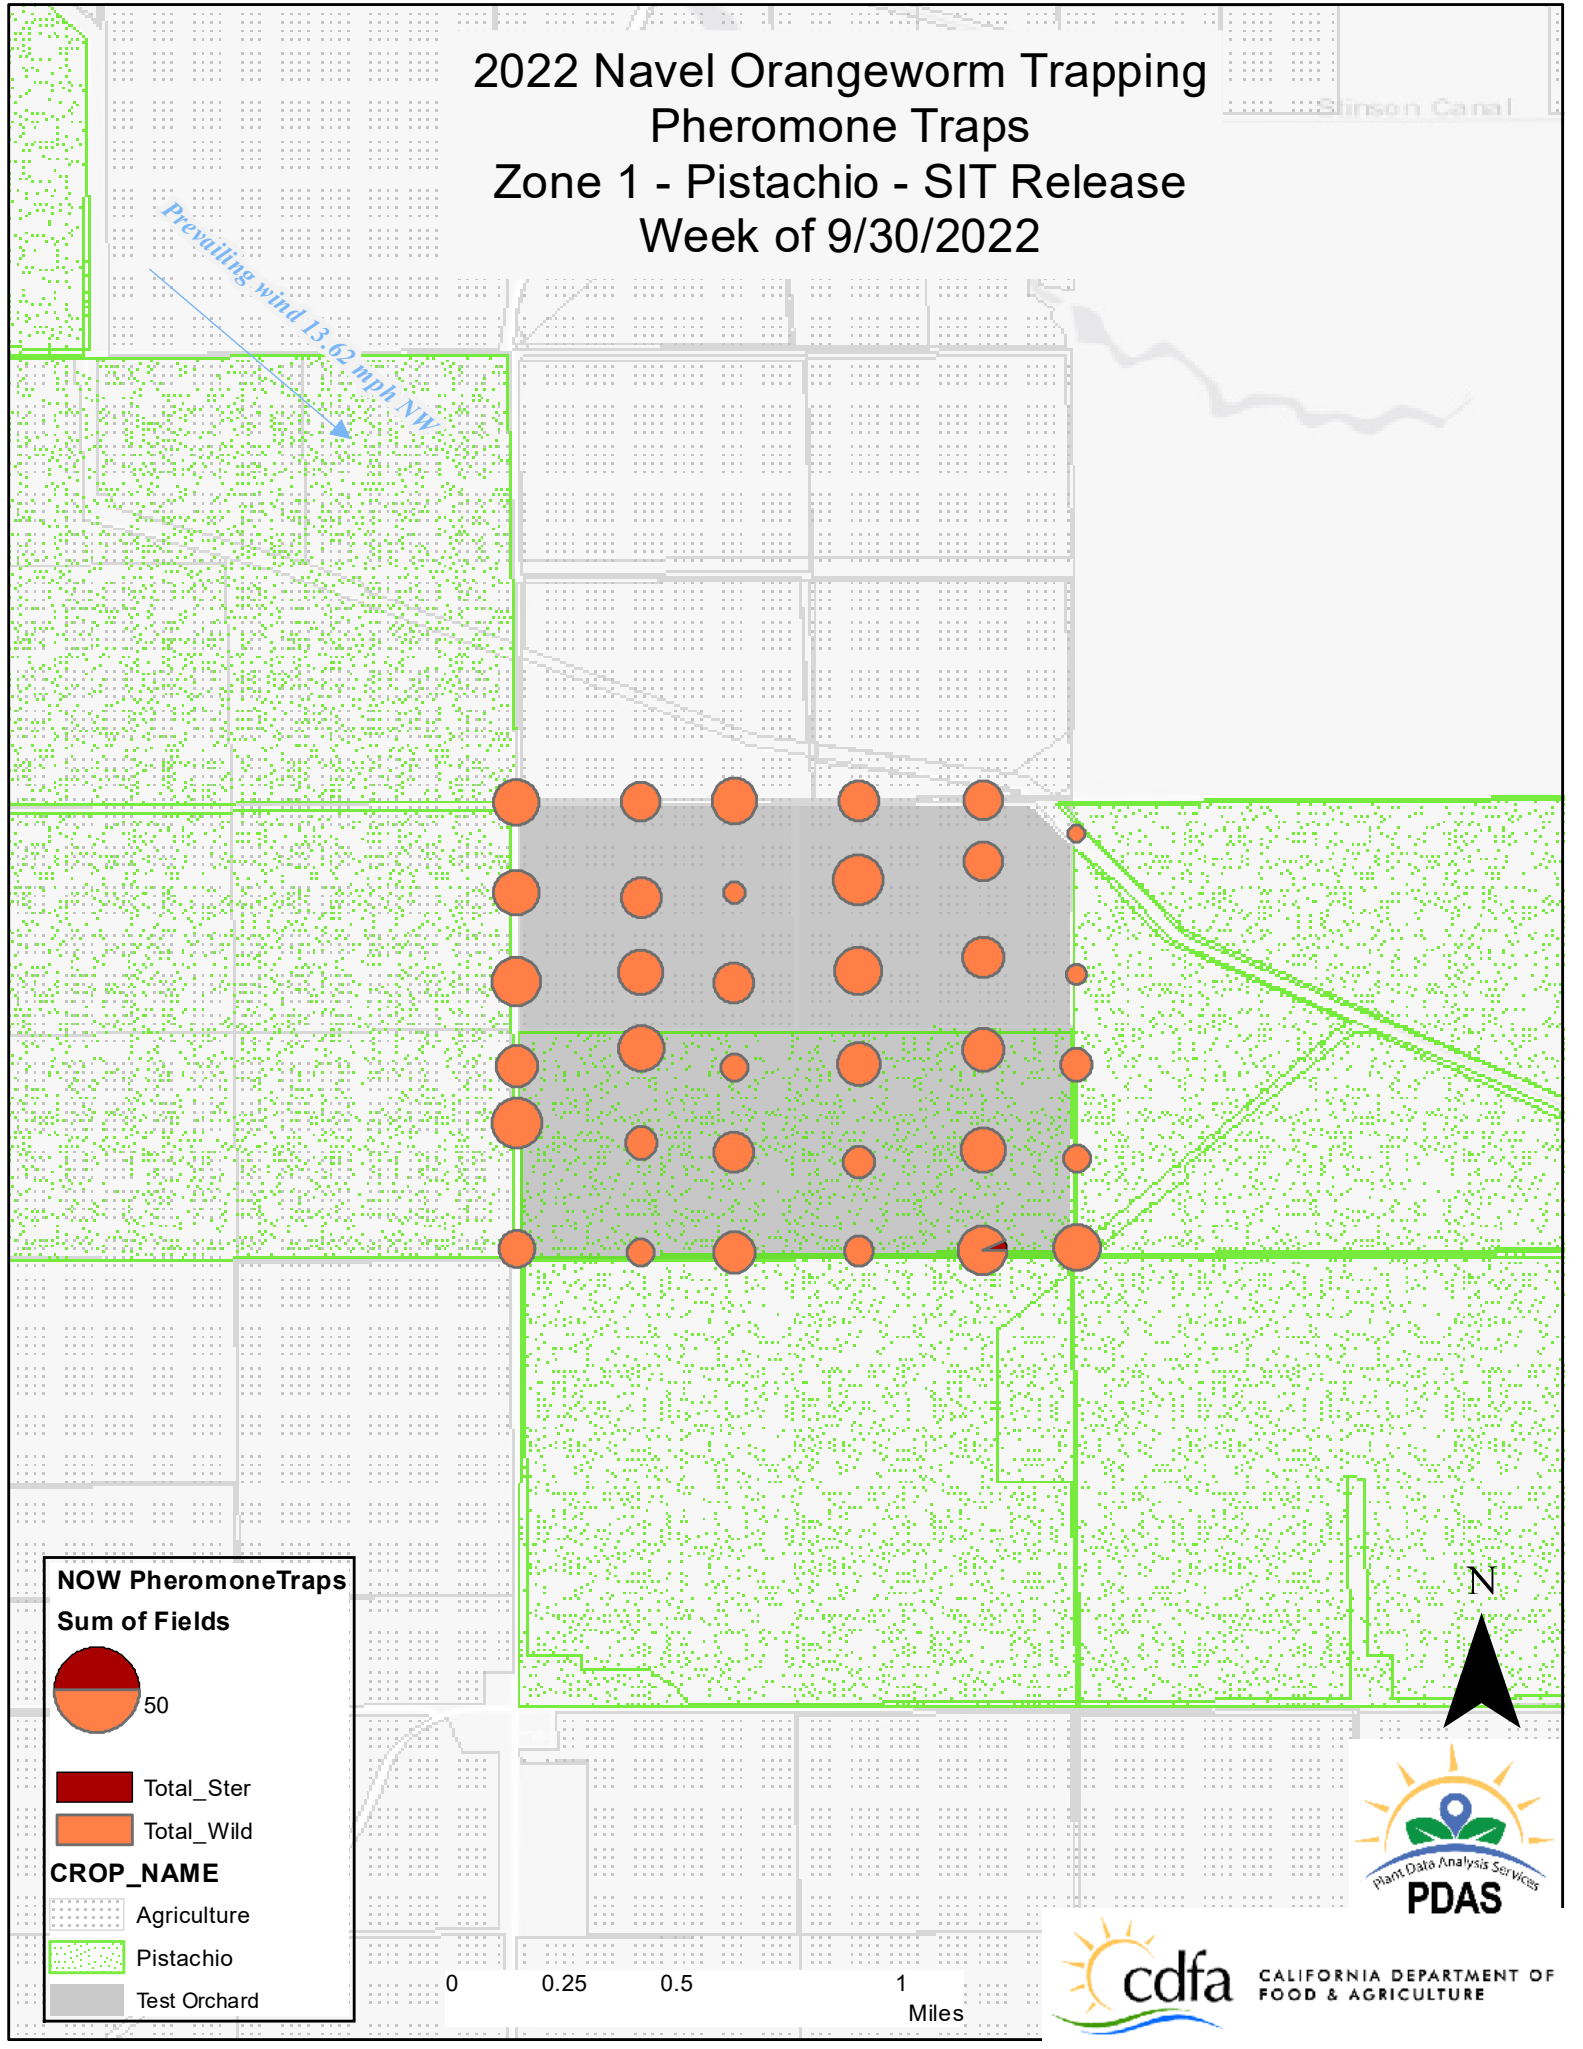 2022 Navel Orangeworm Trapping
Pheromone Traps
Zone 1 - Pistachio - SIT Release
Week of 9/30/2022
Stinson Canal
Prevailing wind 13.62 mph NW
NOW PheromoneTraps
Sum of Fields
50
Total_Ster
Total_Wild
CROP_NAME
Agriculture
Pistachio
Test Orchard
0 0.25 0.5 1
Miles
N
Plant Data Analysis Services
PDAS
cdfa
CALIFORNIA DEPARTMENT OF
FOOD & AGRICULTURE